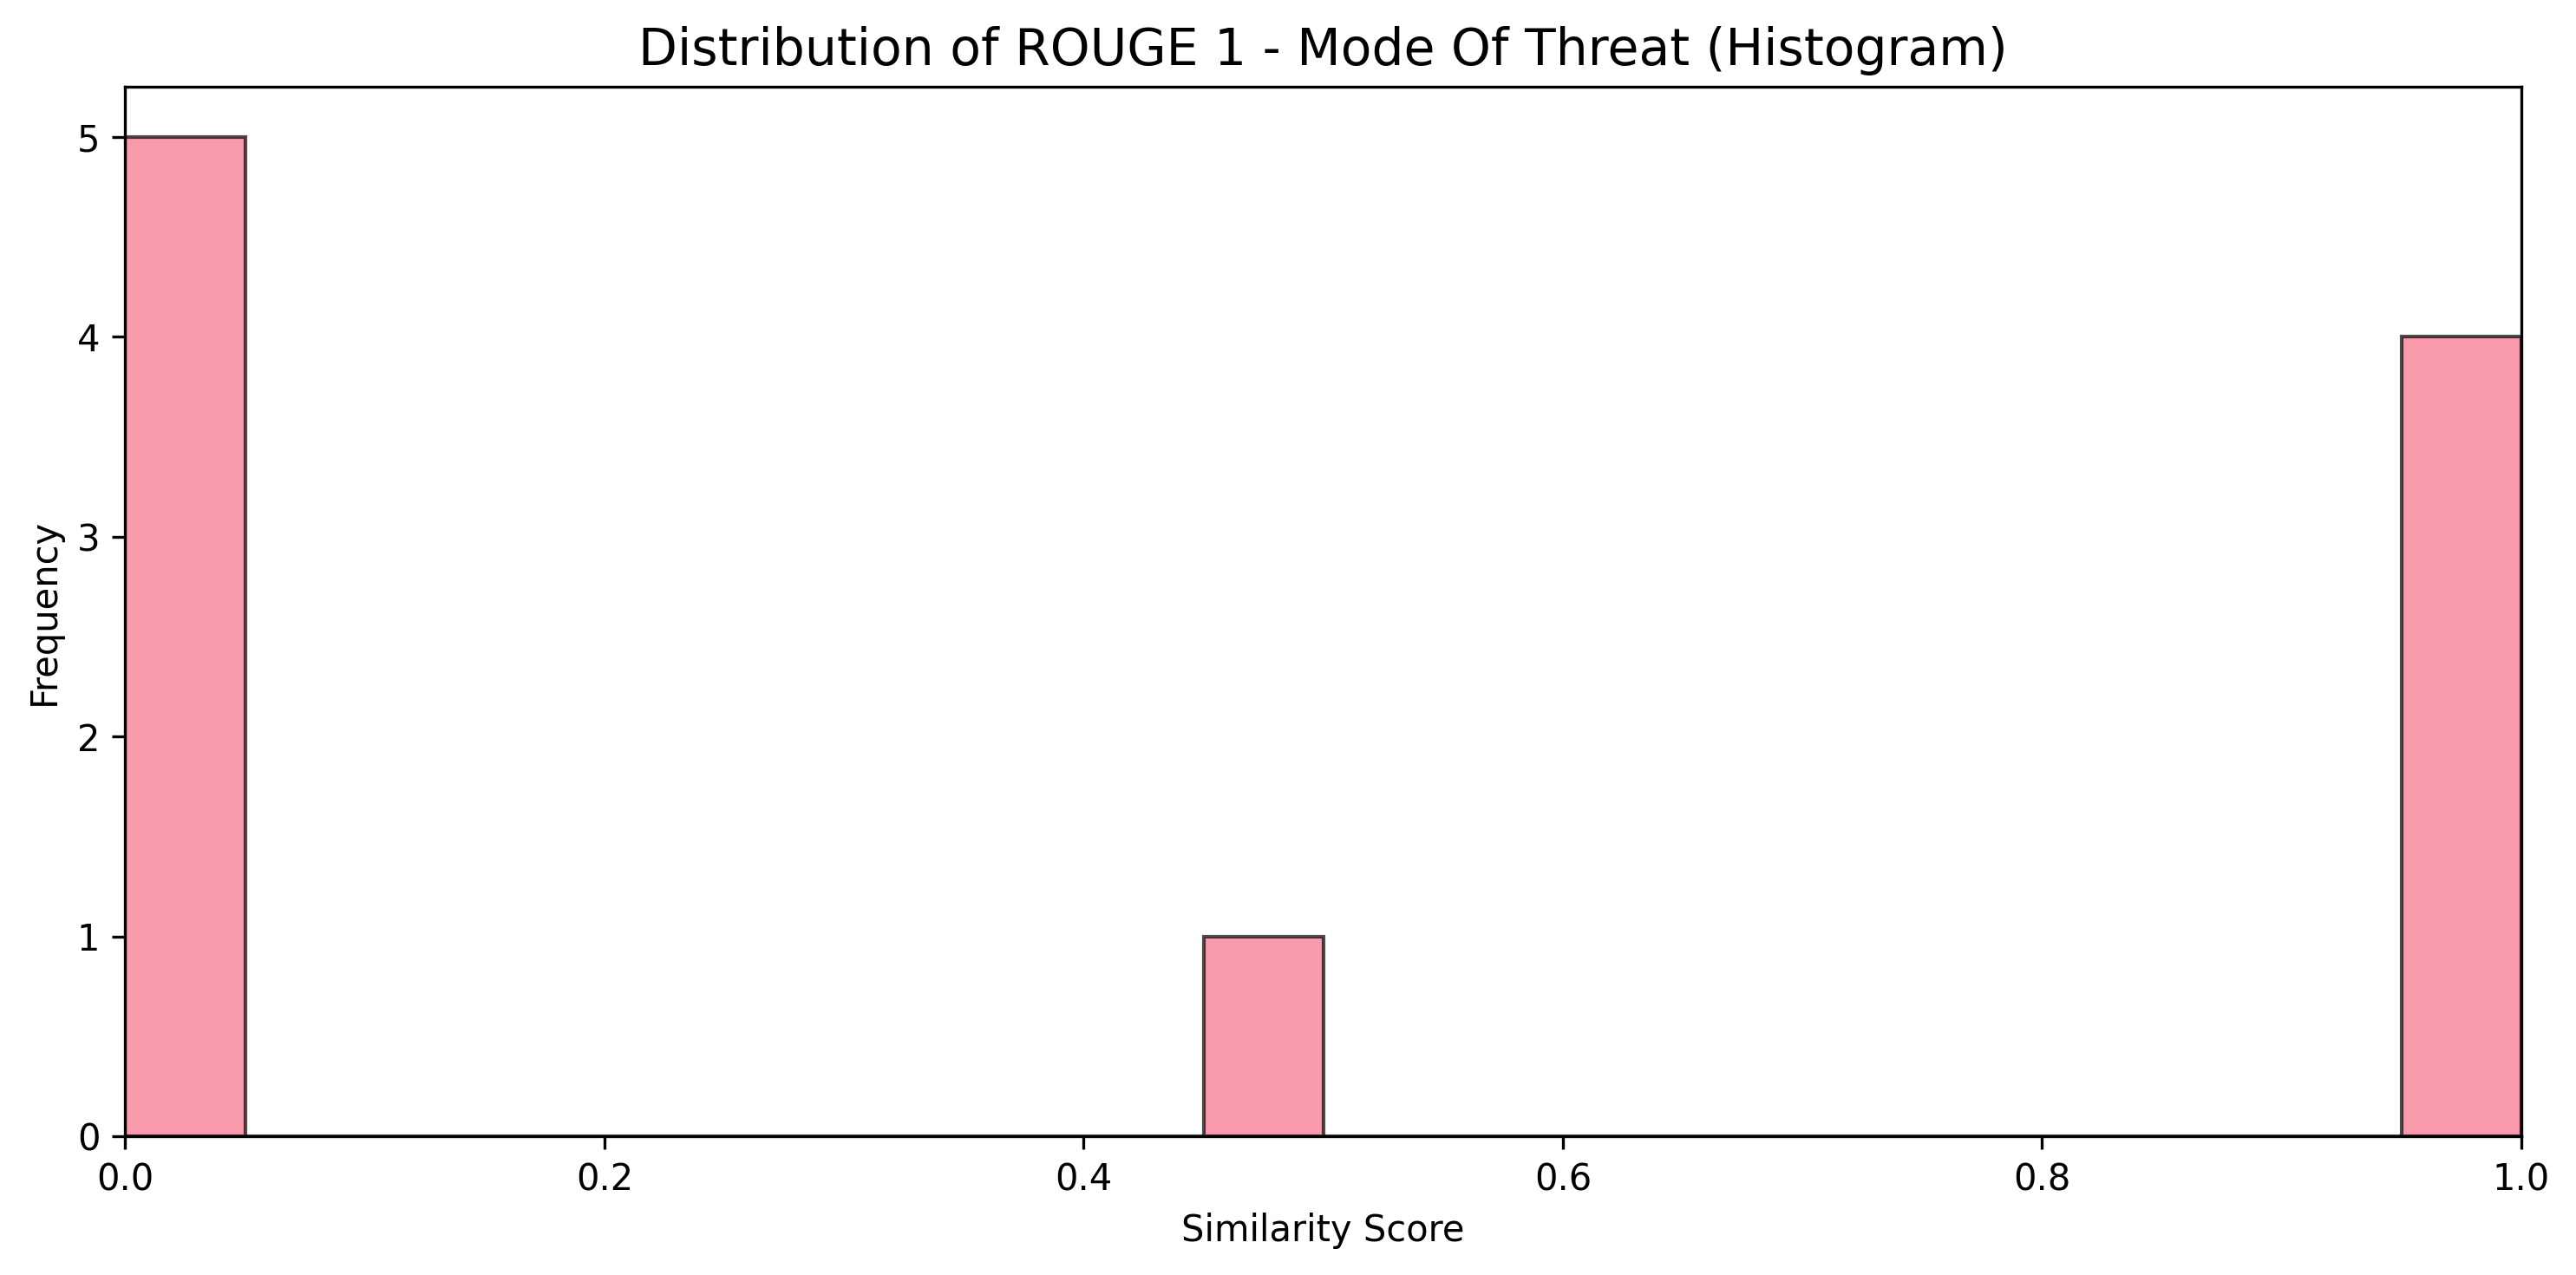 Distribution of ROUGE 1 - Mode Of Threat (Histogram)
5
4
3
2
1
0
Frequency
0.0 0.2 0.4 0.6 0.8 1.0
Similarity Score